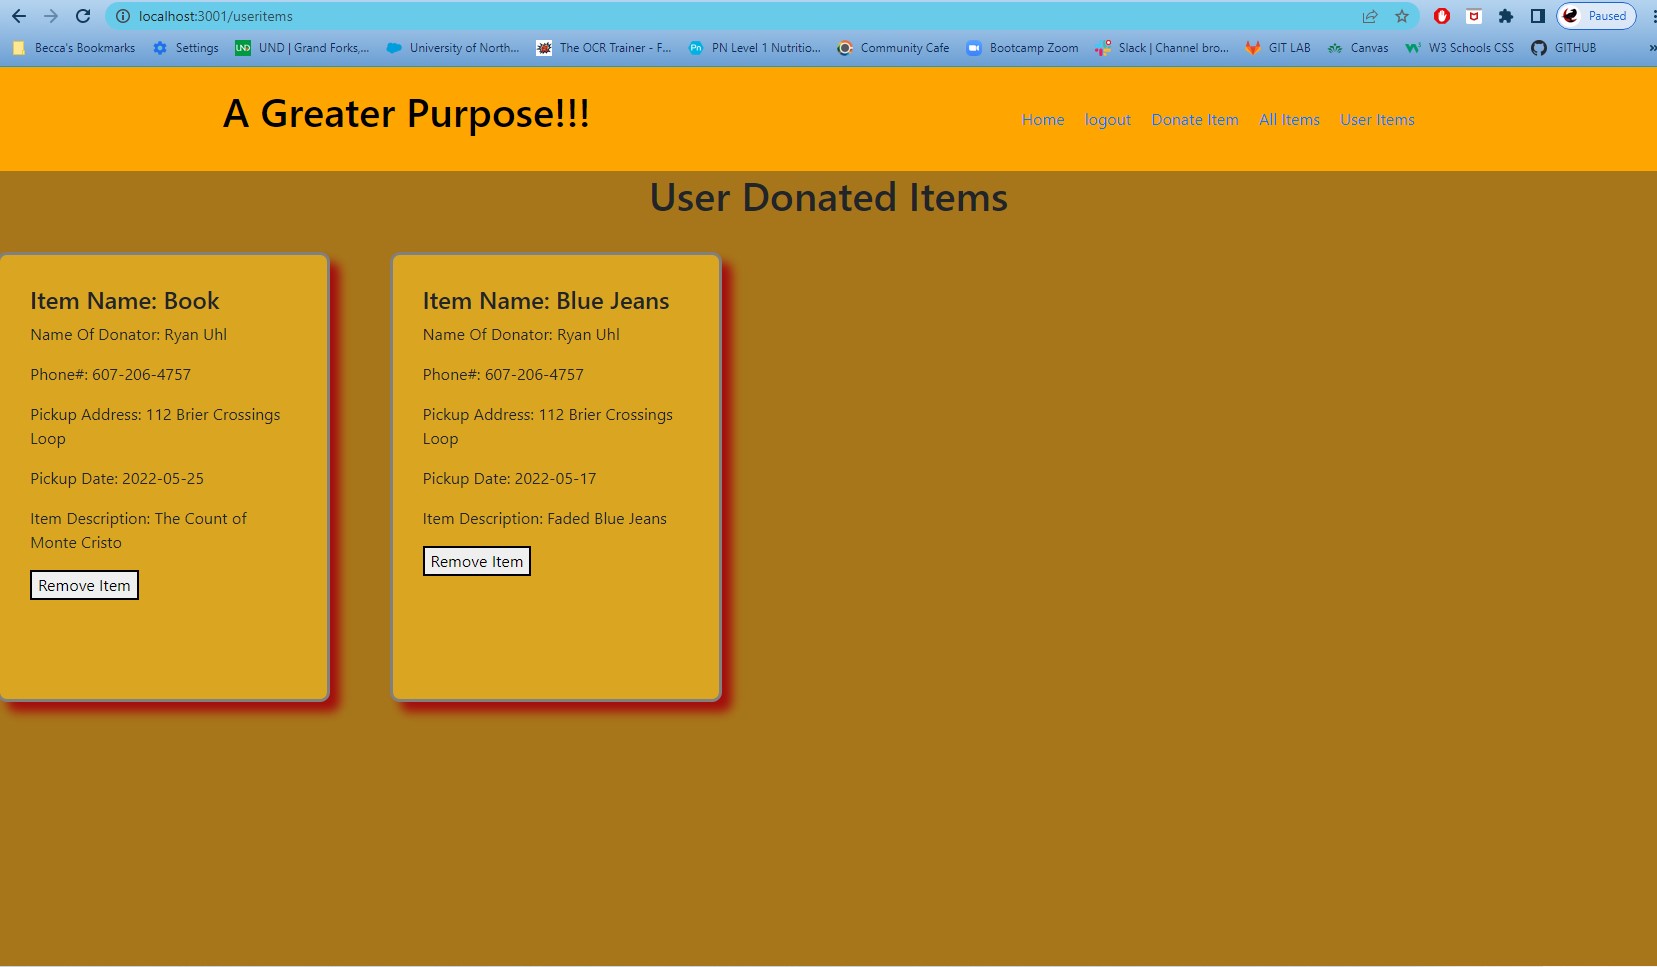 localhost:3001/useritems
Paused
Becca's Bookmarks Settings UND | Grand Forks,... University of North... The OCR Trainer - F... PN Level 1 Nutritio... Community Cafe Bootcamp Zoom Slack | Channel bro... GIT LAB Canvas W3 Schools CSS GITHUB »
A Greater Purpose!!!
Home logout Donate Item All Items User Items
User Donated Items
Item Name: Book
Name Of Donator: Ryan Uhl
Phone#: 607-206-4757
Pickup Address: 112 Brier Crossings
Loop
Pickup Date: 2022-05-25
Item Description: The Count of
Monte Cristo
Remove Item
Item Name: Blue Jeans
Name Of Donator: Ryan Uhl
Phone#: 607-206-4757
Pickup Address: 112 Brier Crossings
Loop
Pickup Date: 2022-05-17
Item Description: Faded Blue Jeans
Remove Item